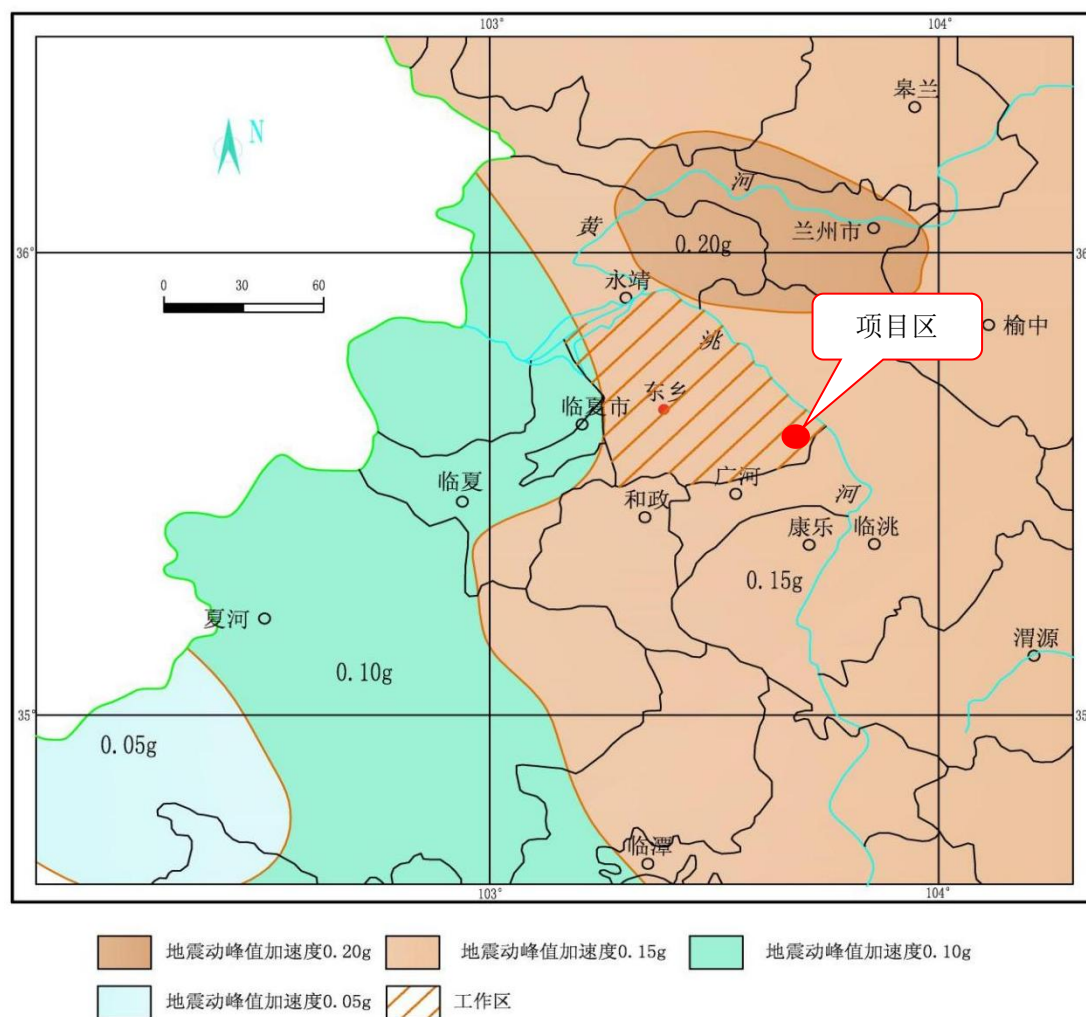 103°
104°
皋兰
N
河
黄
兰州市
36°
36
0.20g
0
30
60
永靖
项目区
榆中
洮
东乡
临夏市
临夏
广河
和政
河
康乐
临洮
0.15g
夏河
渭源
0.10g
35°
35
0.05g
临潭
103°
104°
地震动峰值加速度0.20g
地震动峰值加速度0.15g
地震动峰值加速度0.10g
地震动峰值加速度0.05g
工作区